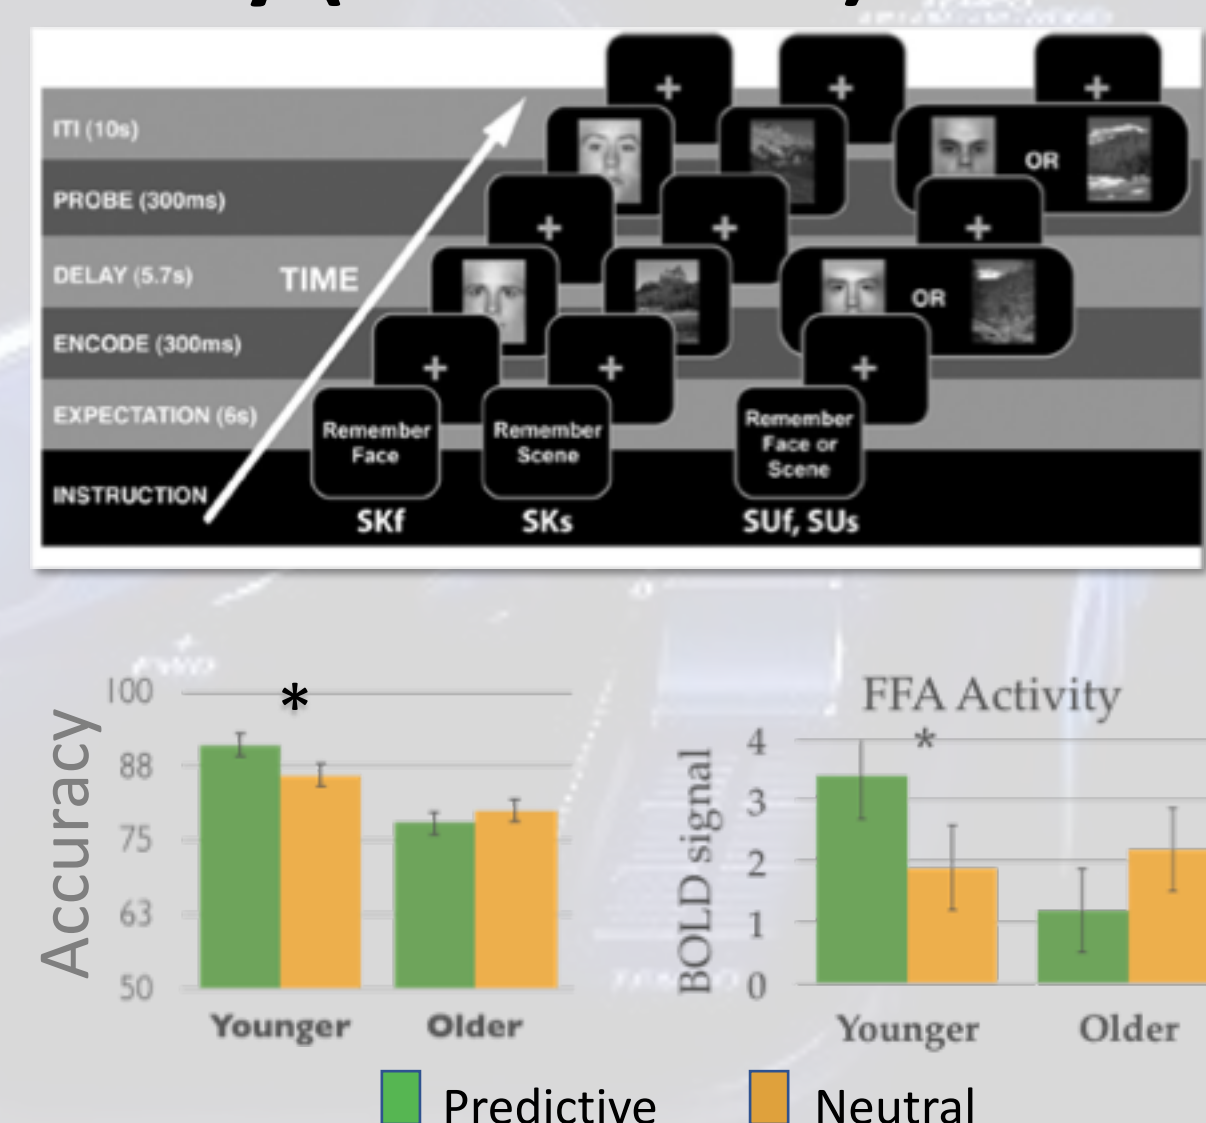 ITI (10s)
PROBE (300ms)
DELAY (5.7s)
ENCODE (300ms)
EXPECTATION (6s)
INSTRUCTION
TIME
OR
OR
Remember
Face
Remember
Scene
Remember
Face or
Scene
SKf
SKs
SUf, SUs
*
100
88
75
63
50
Accuracy
Younger
Older
FFA Activity
*
4
3
2
1
0
BOLD signal
Younger
Older
Predictive
Neutral